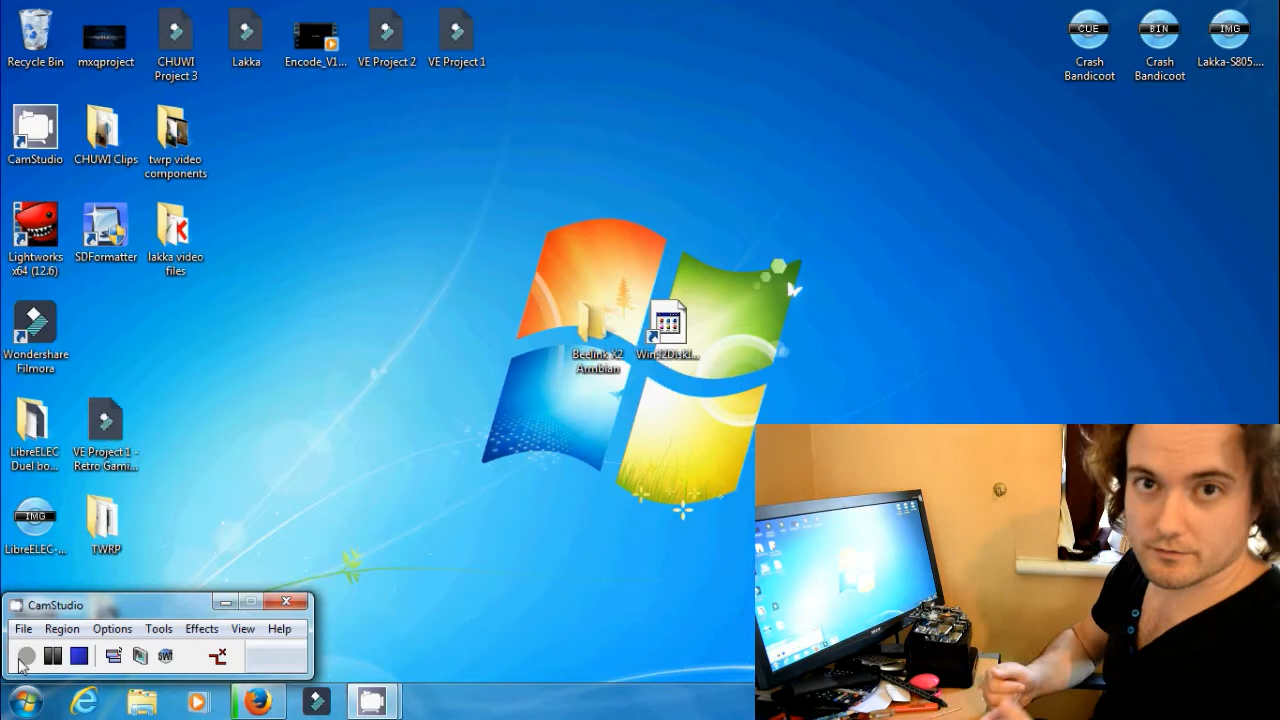 Recycle Bin
mxqproject
CHUWI
Project 3
Lakka
Encode_V1...
VE Project 2
VE Project 1
CUE
Crash
Bandicoot
BIN
Crash
Bandicoot
IMG
Lakka-S805....
CamStudio
CHUWI Clips
twrp video
components
Lightworks
x64 (12.6)
SDFormatter
lakka video
files
Wondershare
Filmora
Beelink X2
Armbian
Win32DiskI...
LibreELEC
Duel bo...
VE Project 1 -
Retro Gami...
IMG
LibreELEC-...
TWRP
CamStudio
File Region Options Tools Effects View Help
SWF